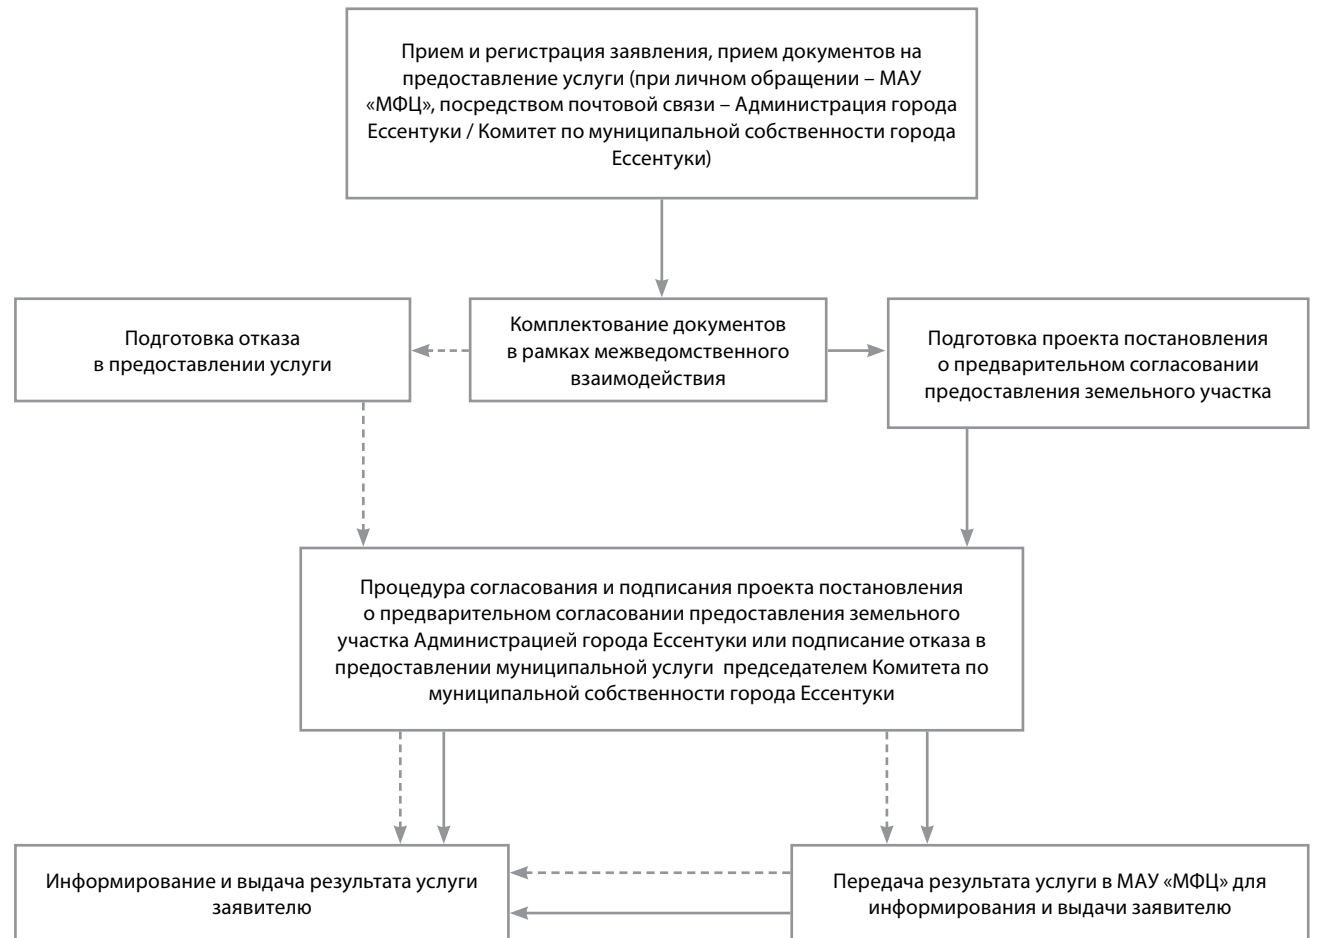 Прием и регистрация заявления, прием документов на
предоставление услуги (при личном обращении – МАУ
«МФЦ», посредством почтовой связи – Администрация города
Ессентуки / Комитет по муниципальной собственности города
Ессентуки)
Подготовка отказа
в предоставлении услуги
Комплектование документов
в рамках межведомственного
взаимодействия
Подготовка проекта постановления
о предварительном согласовании
предоставления земельного участка
Процедура согласования и подписания проекта постановления
о предварительном согласовании предоставления земельного
участка Администрацией города Ессентуки или подписание отказа в
предоставлении муниципальной услуги председателем Комитета по
муниципальной собственности города Ессентуки
Информирование и выдача результата услуги
заявителю
Передача результата услуги в МАУ «МФЦ» для
информирования и выдачи заявителю